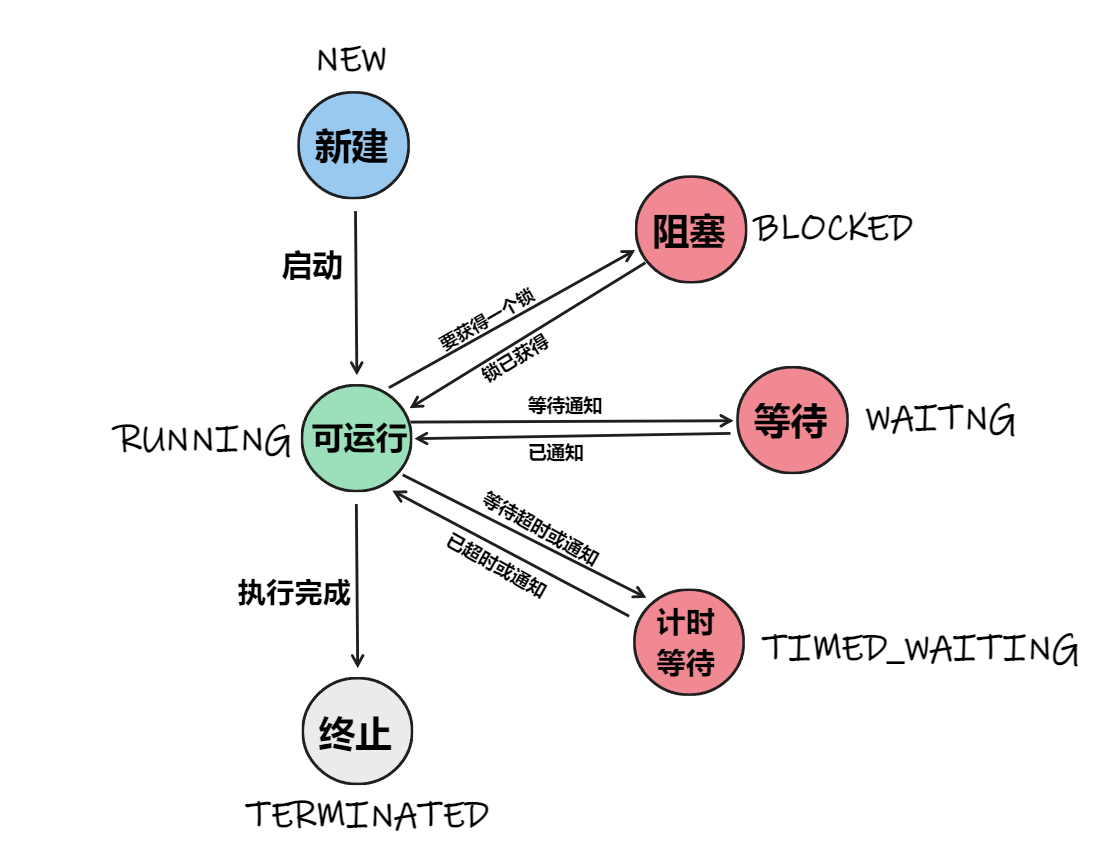 NEW
新建
启动
阻塞
BLOCKED
要获得一个锁
锁已获得
等待通知
等待
WAITNG
RUNNING
可运行
已通知
等待超时或通知
已超时或通知
执行完成
计时
等待
TIMED_WAITING
终止
TERMINATED